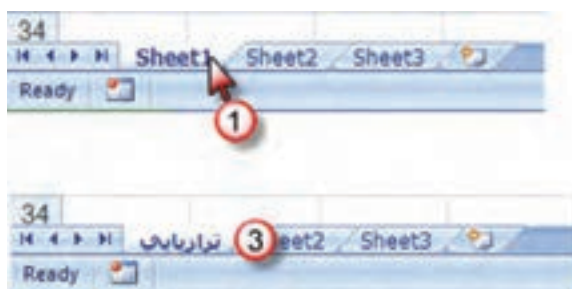 34
Sheet1 Sheet2 Sheet3
Ready
1
34
ترازیابی 3 eet2 Sheet3
Ready